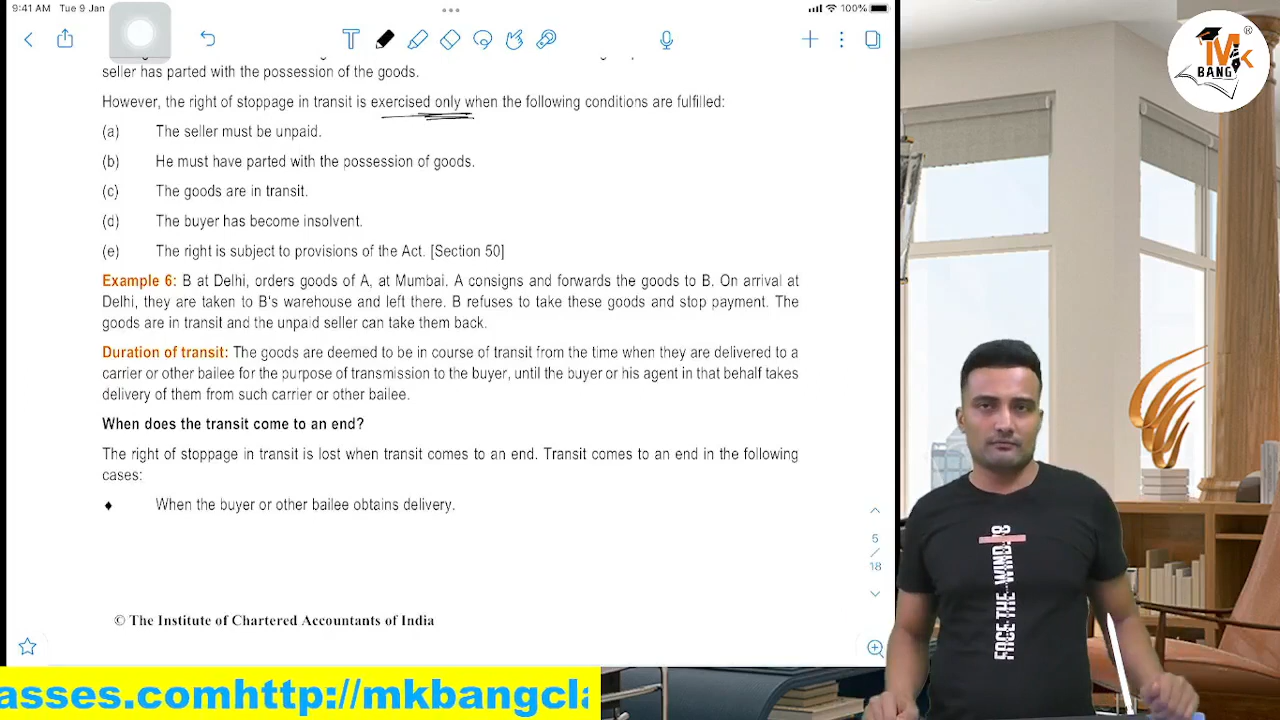 9:41 AM Tue 9 Jan
100%
T
seller has parted with the possession of the goods.
However, the right of stoppage in transit is exercised only when the following conditions are fulfilled:
(a) The seller must be unpaid.
(b) He must have parted with the possession of goods.
(c) The goods are in transit.
(d) The buyer has become insolvent.
(e) The right is subject to provisions of the Act. [Section 50]
Example 6: B at Delhi, orders goods of A, at Mumbai. A consigns and forwards the goods to B. On arrival at
Delhi, they are taken to B's warehouse and left there. B refuses to take these goods and stop payment. The
goods are in transit and the unpaid seller can take them back.
Duration of transit: The goods are deemed to be in course of transit from the time when they are delivered to a
carrier or other bailee for the purpose of transmission to the buyer, until the buyer or his agent in that behalf takes
delivery of them from such carrier or other bailee.
When does the transit come to an end?
The right of stoppage in transit is lost when transit comes to an end. Transit comes to an end in the following
cases:
♦ When the buyer or other bailee obtains delivery.
5
/
18
© The Institute of Chartered Accountants of India
asses.comhttp://mkbangcla
MK
BANG
®
FACE THE WINDS